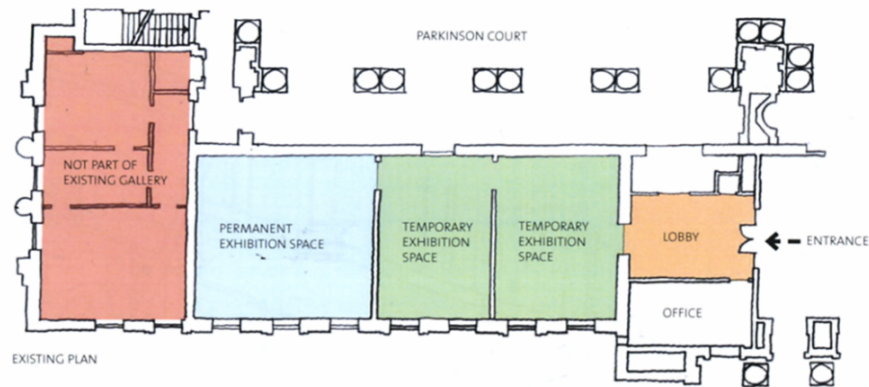 PARKINSON COURT
NOT PART OF
EXISTING GALLERY
PERMANENT
EXHIBITION SPACE
TEMPORARY
EXHIBITION
SPACE
TEMPORARY
EXHIBITION
SPACE
LOBBY
ENTRANCE
OFFICE
EXISTING PLAN